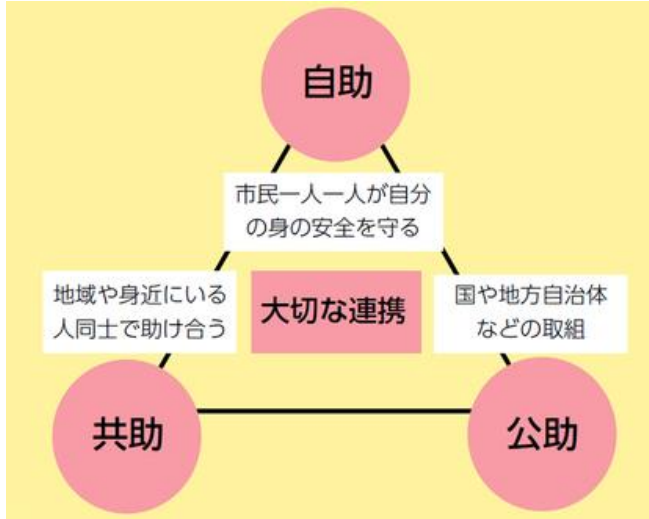 自助
市民一人一人が自分
の身の安全を守る
地域や身近にいる
人同士で助け合う
大切な連携
国や地方自治体
などの取組
共助
公助